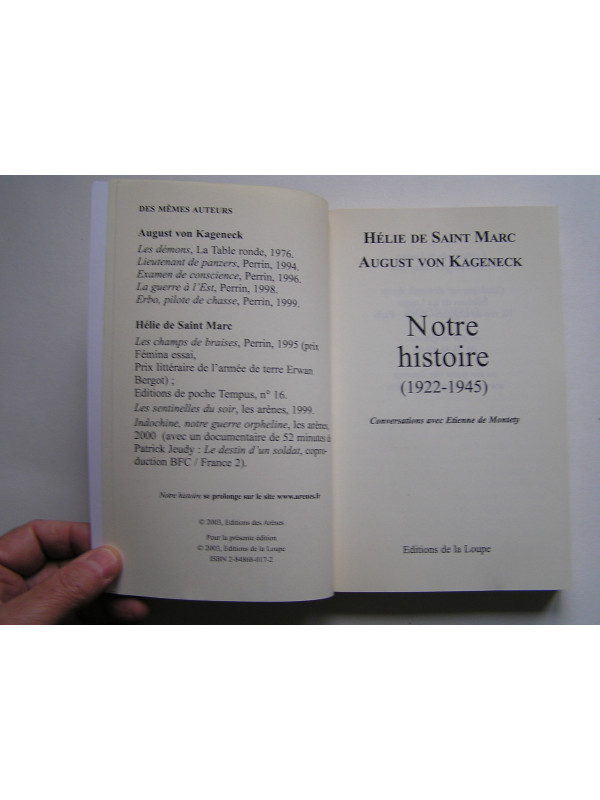 DES MÊMES AUTEURS
August von Kageneck
Les démons, La Table ronde, 1976.
Lieutenant de panzers, Perrin, 1994.
Examen de conscience, Perrin, 1996.
La guerre à l'Est, Perrin, 1998.
Erbo, pilote de chasse, Perrin, 1999.
Hélie de Saint Marc
Les champs de braises, Perrin, 1995 (prix
Fémina essai,
Prix littéraire de l'armée de terre Erwan
Bergot) ;
Editions de poche Tempus, n° 16.
Les sentinelles du soir, les arènes, 1999.
Indochine, notre guerre orpheline, les arènes,
2000 (avec un documentaire de 52 minutes
Patrick Jeudy : Le destin d'un soldat, copro-
duction BFC / France 2).
Notre histoire se prolonge sur le site www.arenes.fr
© 2003, Editions des Arènes
Pour la présente édition
© 2003, Editions de la Loupe
ISBN 2-84868-017-2
HÉLIE DE SAINT MARC
AUGUST VON KAGENECK
Notre
histoire
(1922-1945)
Conversations avec Etienne de Montety
Editions de la Loupe